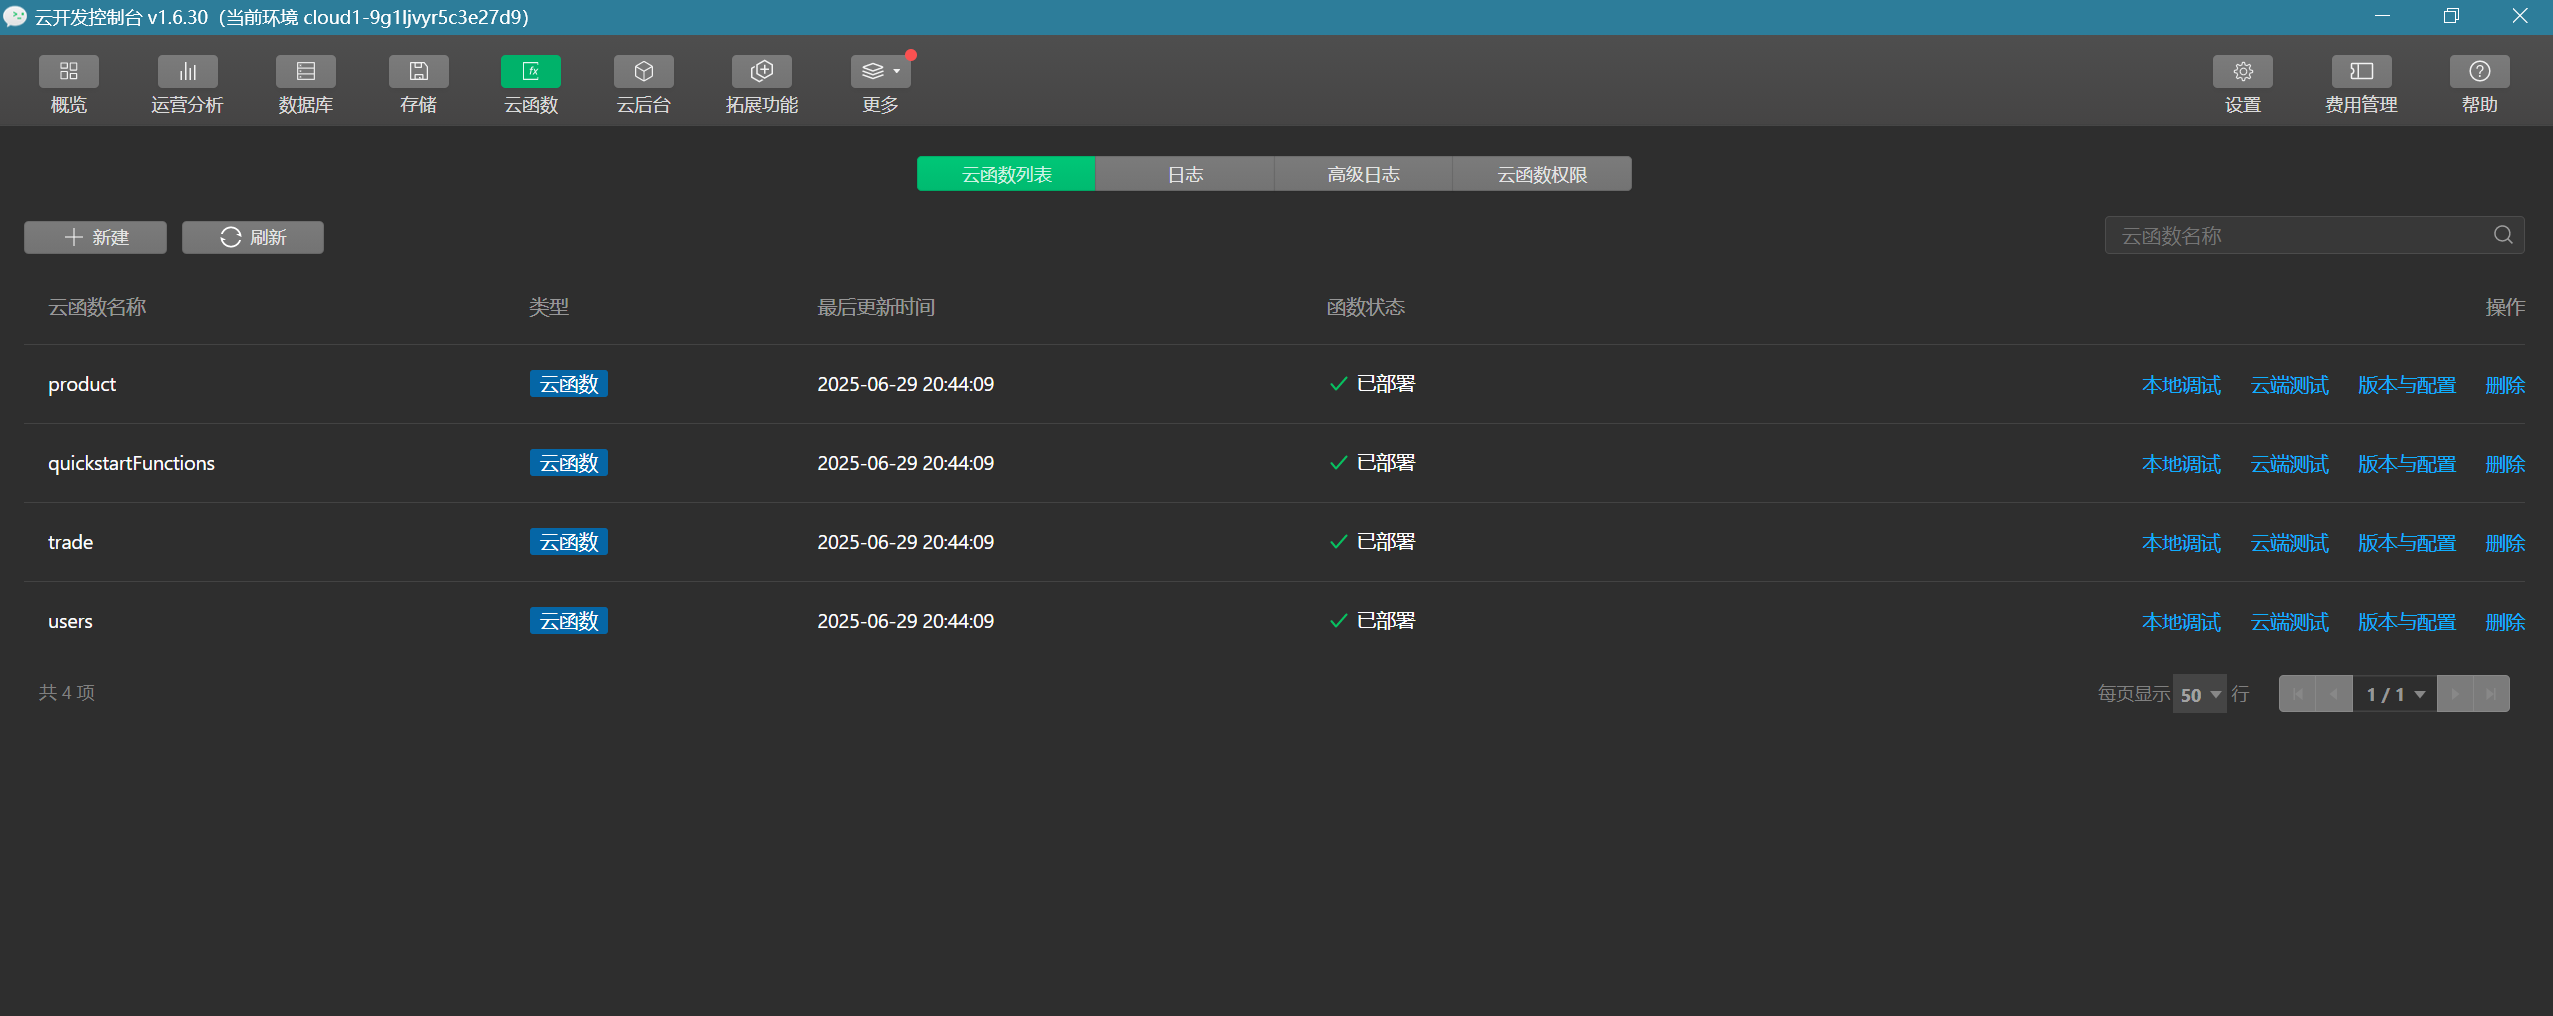 云开发控制台 v1.6.30（当前环境 cloud1-9g1ljvyr5c3e27d9）
概览 运营分析 数据库 存储 云函数 云后台 拓展功能 更多 设置 费用管理 帮助
云函数列表 日志 高级日志 云函数权限
新建 刷新 云函数名称
云函数名称 类型 最后更新时间 函数状态 操作
product 云函数 2025-06-29 20:44:09 已部署 本地调试 云端测试 版本与配置 删除
quickstartFunctions 云函数 2025-06-29 20:44:09 已部署 本地调试 云端测试 版本与配置 删除
trade 云函数 2025-06-29 20:44:09 已部署 本地调试 云端测试 版本与配置 删除
users 云函数 2025-06-29 20:44:09 已部署 本地调试 云端测试 版本与配置 删除
共 4 项 每页显示 50 行 1 / 1